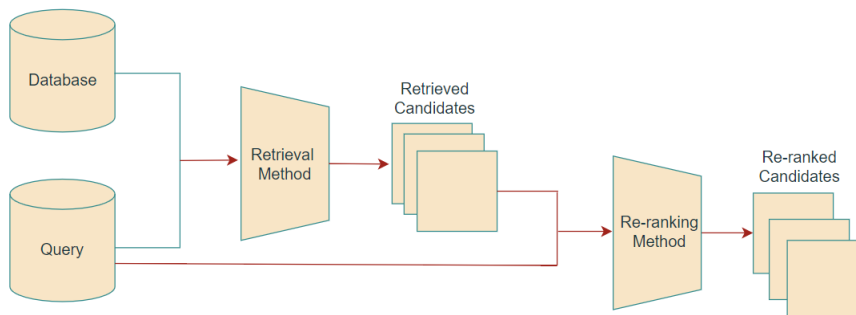 Database
Query
Retrieval
Method
Retrieved
Candidates
Re-ranking
Method
Re-ranked
Candidates